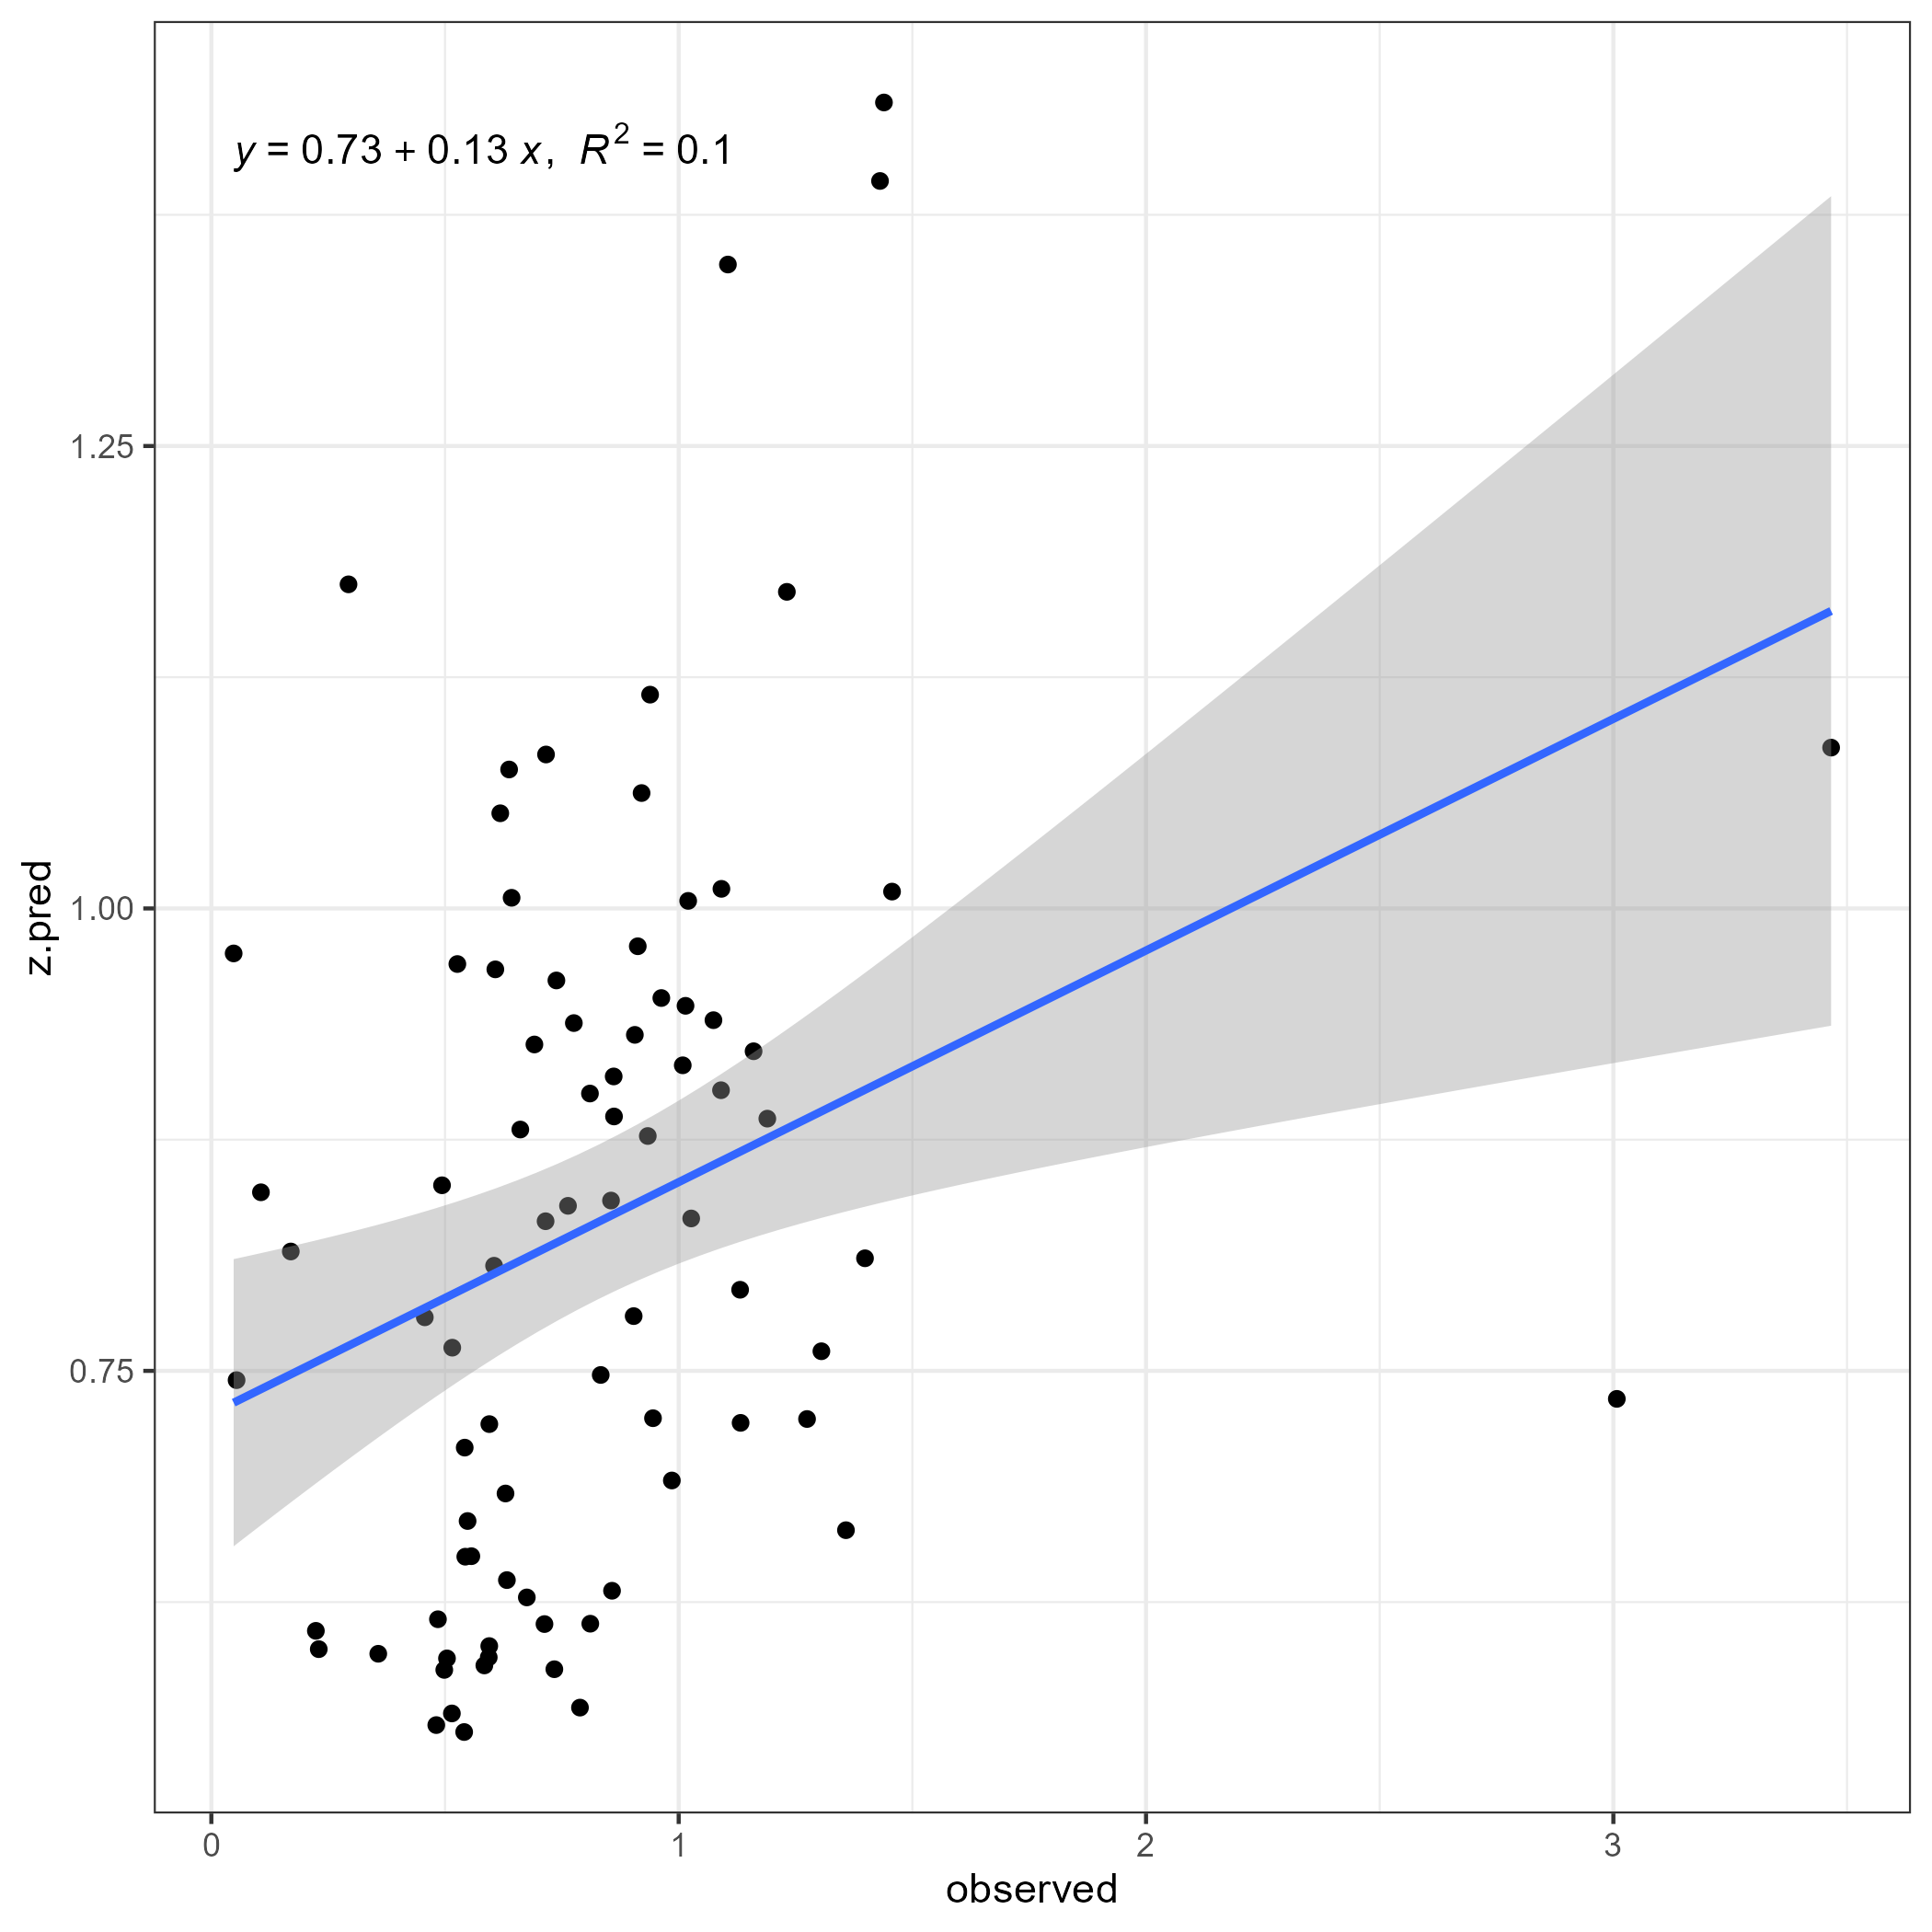 y = 0.73 + 0.13 x, R² = 0.1
1.25
1.00
0.75
z.pred
0 1 2 3
observed